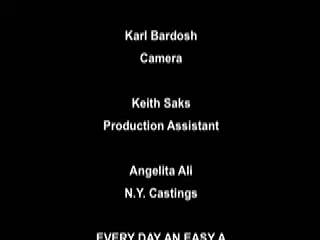 Karl Bardosh
Camera
Keith Saks
Production Assistant
Angelita Ali
N.Y. Castings
EVERY DAY AN EASY A